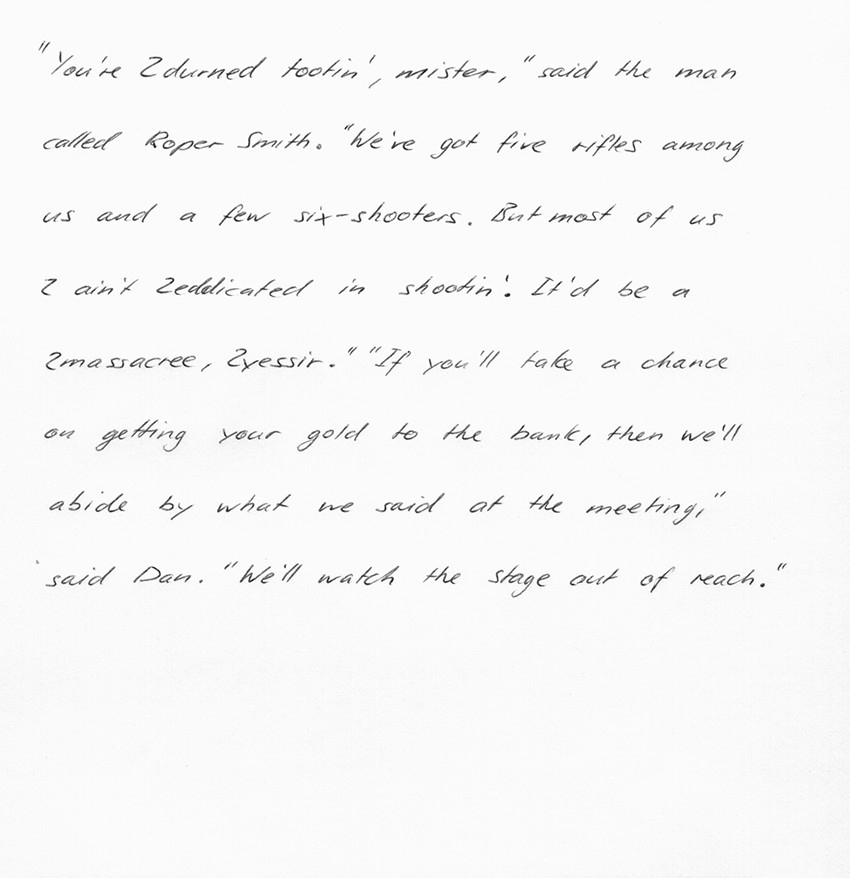 "You're 2durned tootin', mister," said the man
called Roper Smith. "We've got five rifles among
us and a few six-shooters. But most of us
2 ain't 2eddicated in shootin'. It'd be a
2massacree, 2yessir." "If you'll take a chance
on getting your gold to the bank, then we'll
abide by what we said at the meeting,"
said Dan. "We'll watch the stage out of reach."